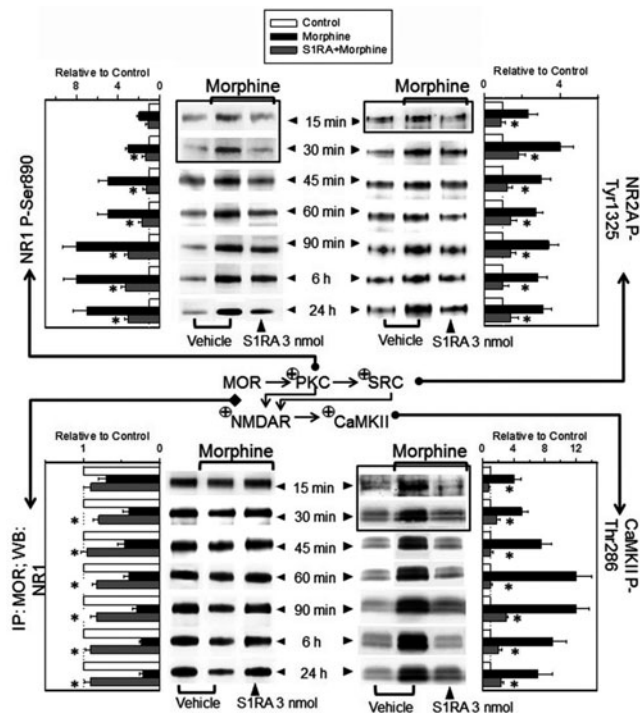 Control
Morphine
S1RA+Morphine
Relative to Control
8 4 0
Morphine
Morphine
Relative to Control
0 4
NR1 P-Ser890
NR2A P-
Tyr1325
15 min
30 min
45 min
60 min
90 min
6 h
24 h
* * * * * *
* * * * * * *
Vehicle
S1RA 3 nmol
Vehicle
S1RA 3 nmol
MOR → ⊕PKC → ⊕SRC
⊕NMDAR → ⊕CaMKII
Relative to Control
1 0
Morphine
Morphine
Relative to Control
0 4 8 12
IP: MOR; WB:
NR1
CaMKII P-
Thr286
15 min
30 min
45 min
60 min
90 min
6 h
24 h
* * * * * *
* * * * * * *
Vehicle
S1RA 3 nmol
Vehicle
S1RA 3 nmol